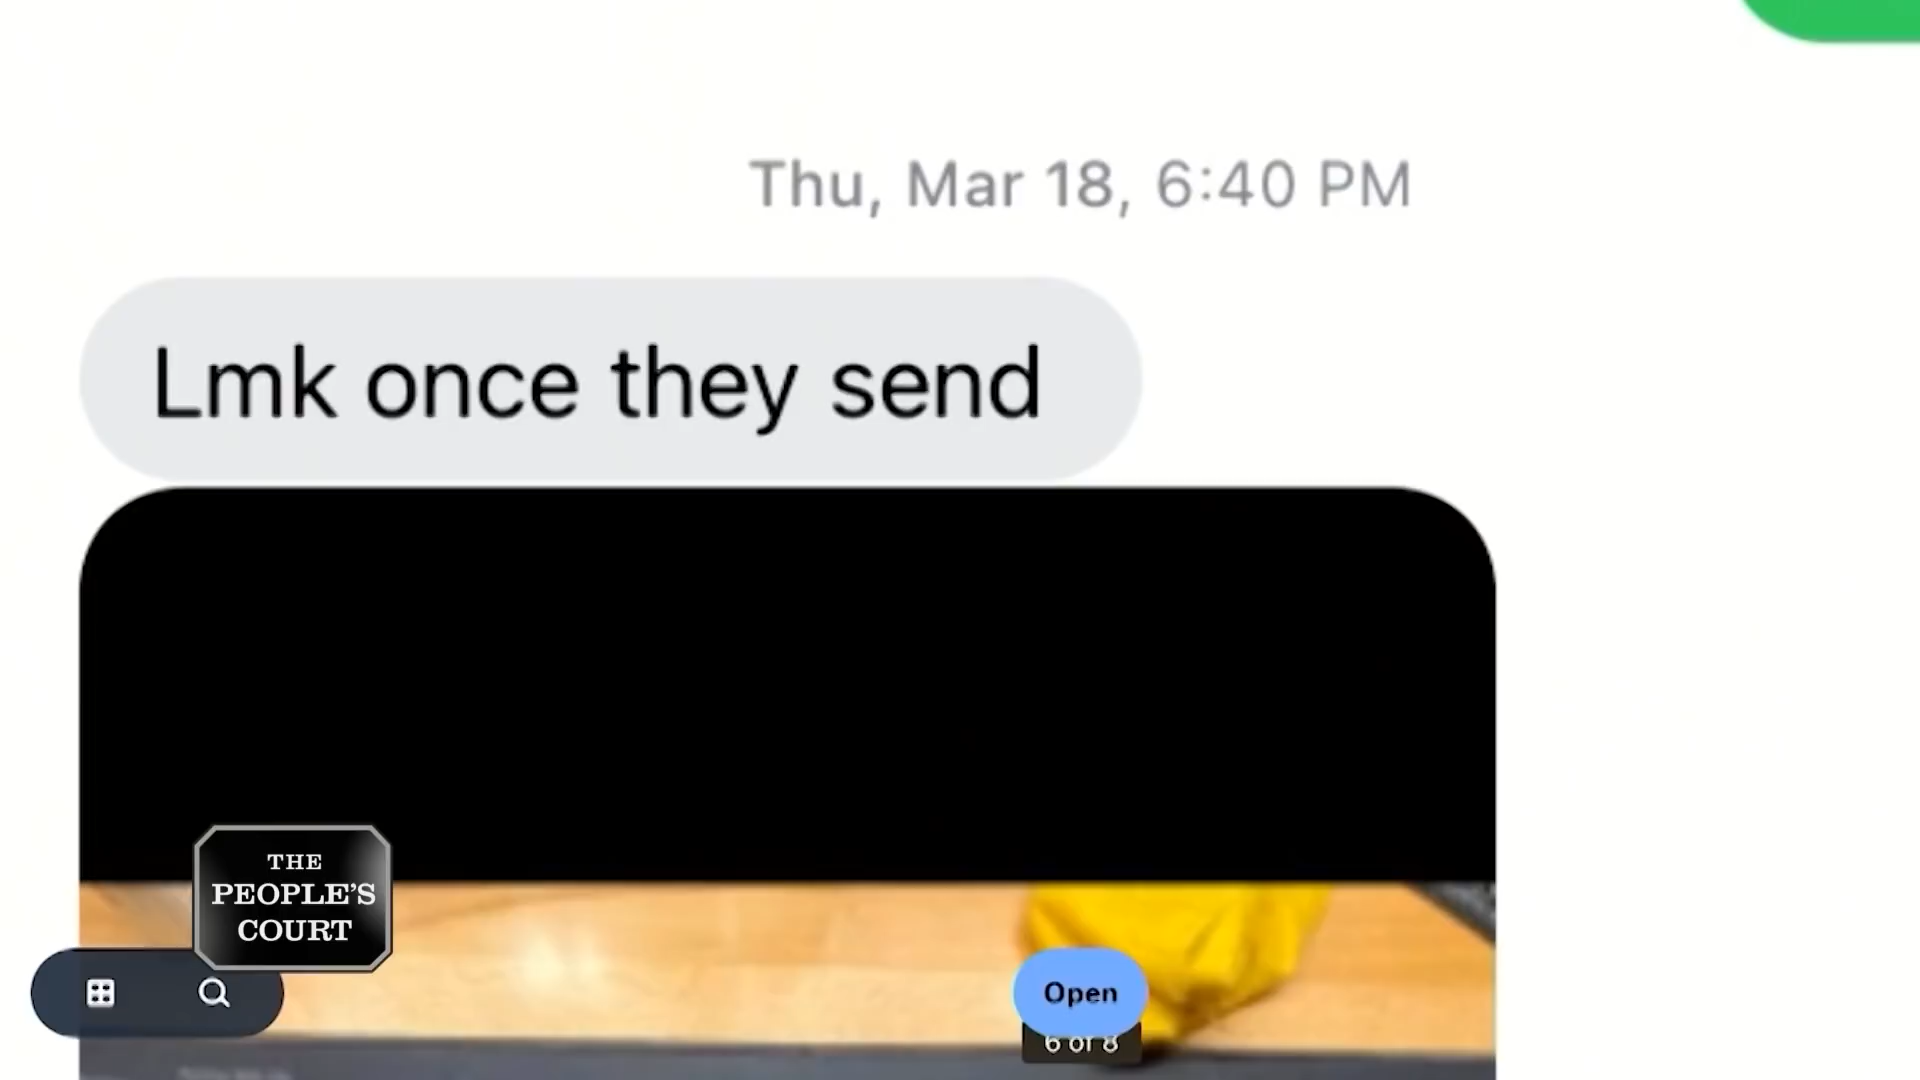 Thu, Mar 18, 6:40 PM
Lmk once they send
THE
PEOPLE'S
COURT
Open
6 of 8